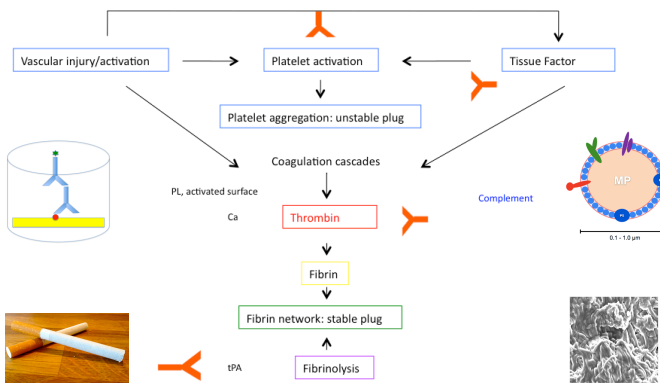 Vascular injury/activation
Platelet activation
Tissue Factor
Platelet aggregation: unstable plug
Coagulation cascades
PL, activated surface
Complement
Ca
Thrombin
MP
0.1 - 1.0 µm
Fibrin
Fibrin network: stable plug
tPA
Fibrinolysis